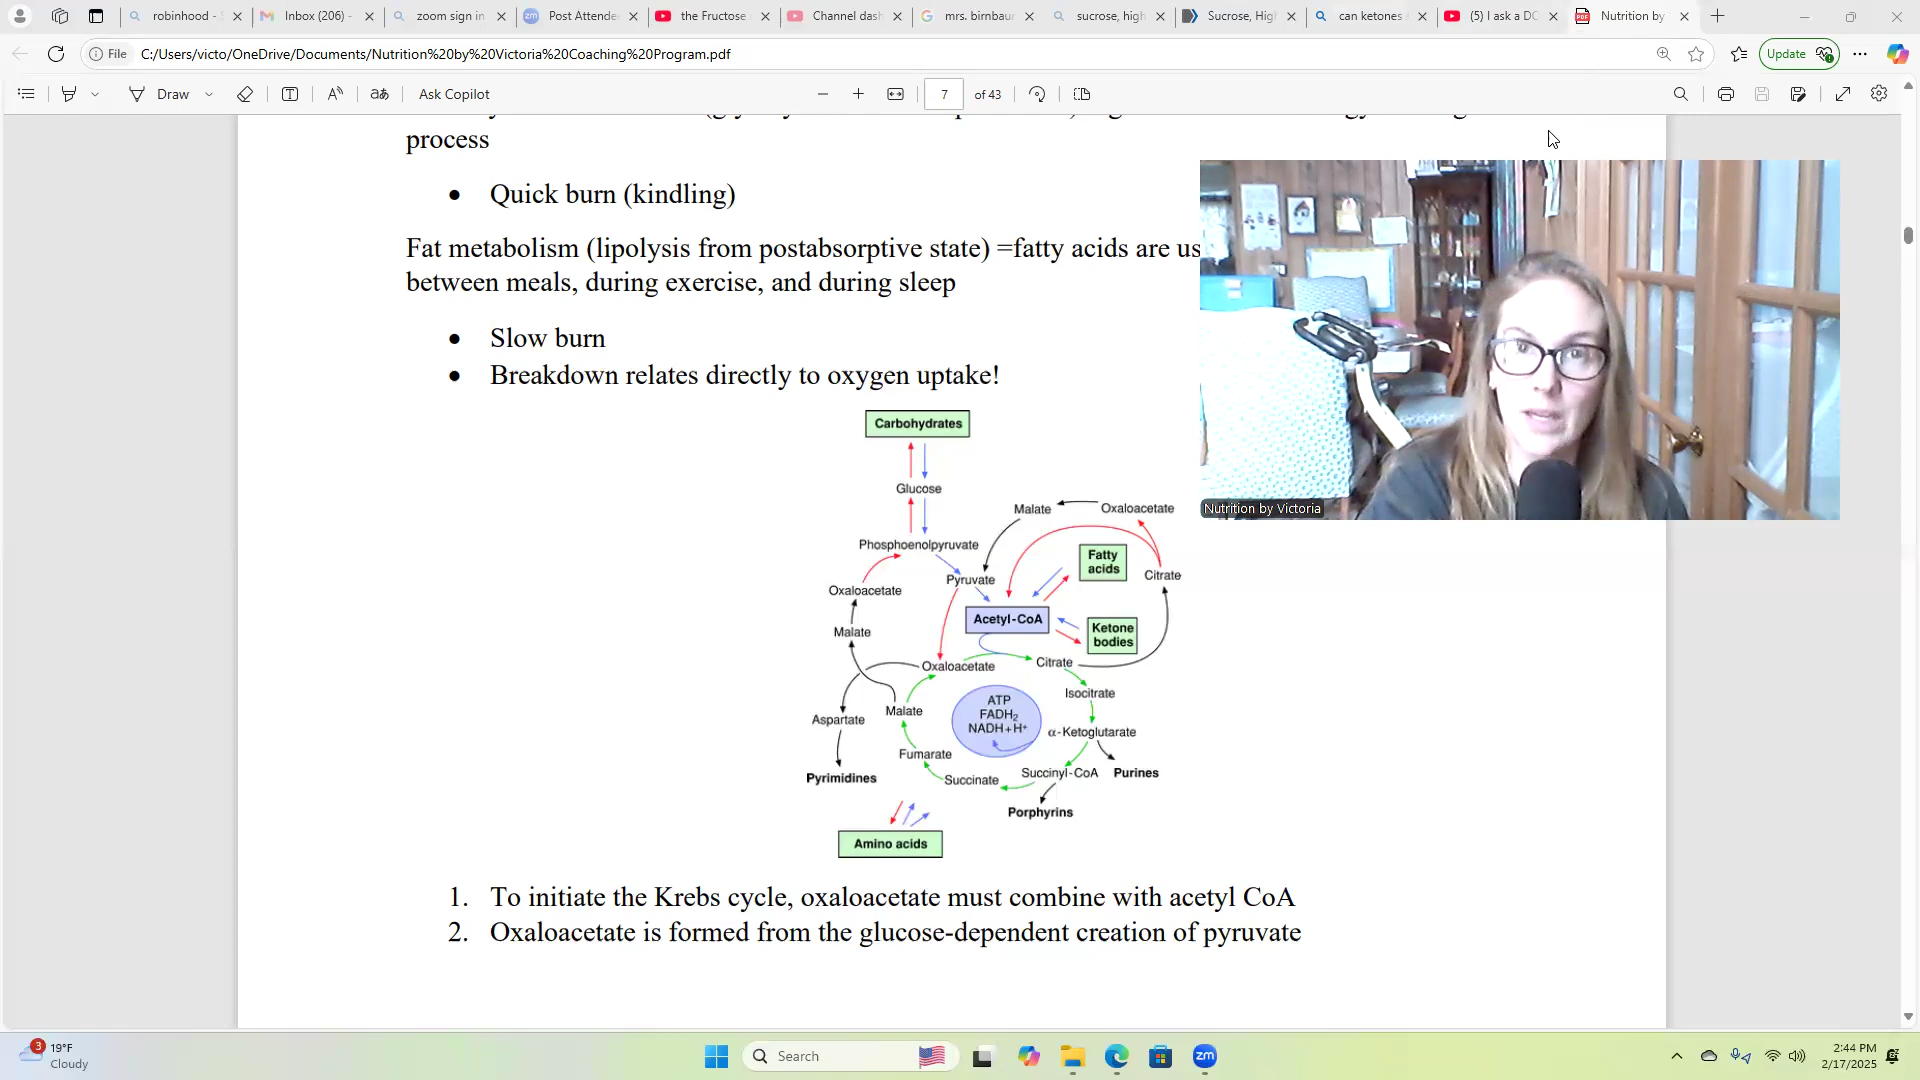 robinhood -
Inbox (206) -
zoom sign in
Post Attende
the Fructose
Channel dash
mrs. birnbau
sucrose, high
Sucrose, High
can ketones
(5) I ask a DO
Nutrition by
File
C:/Users/victo/OneDrive/Documents/Nutrition%20by%20Victoria%20Coaching%20Program.pdf
Update
Draw
Ask Copilot
7 of 43
process
• Quick burn (kindling)
Fat metabolism (lipolysis from postabsorptive state) =fatty acids are us
between meals, during exercise, and during sleep
• Slow burn
• Breakdown relates directly to oxygen uptake!
Nutrition by Victoria
Carbohydrates
Glucose
Phosphoenolpyruvate
Pyruvate
Malate
Oxaloacetate
Fatty
acids
Citrate
Oxaloacetate
Acetyl-CoA
Ketone
bodies
Malate
Oxaloacetate
Citrate
Isocitrate
α-Ketoglutarate
Succinyl-CoA
Succinate
Fumarate
Malate
ATP
FADH₂
NADH+H⁺
Aspartate
Pyrimidines
Purines
Porphyrins
Amino acids
1. To initiate the Krebs cycle, oxaloacetate must combine with acetyl CoA
2. Oxaloacetate is formed from the glucose-dependent creation of pyruvate
3
19°F
Cloudy
Search
zm
2:44 PM
2/17/2025